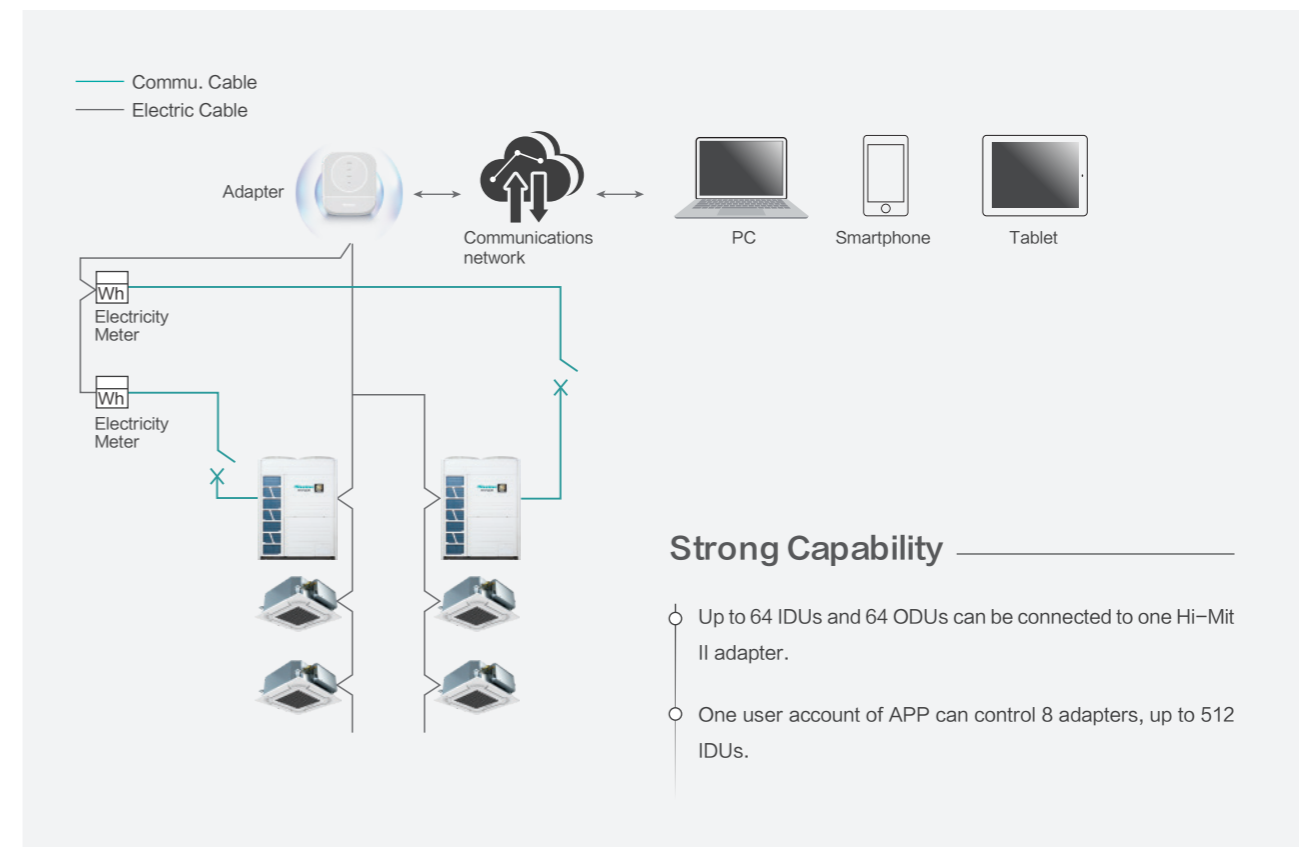 Commu. Cable
Electric Cable
Adapter
Communications
network
PC
Smartphone
Tablet
Wh
Electricity
Meter
Wh
Electricity
Meter
Strong Capability
Up to 64 IDUs and 64 ODUs can be connected to one Hi-Mit
II adapter.
One user account of APP can control 8 adapters, up to 512
IDUs.